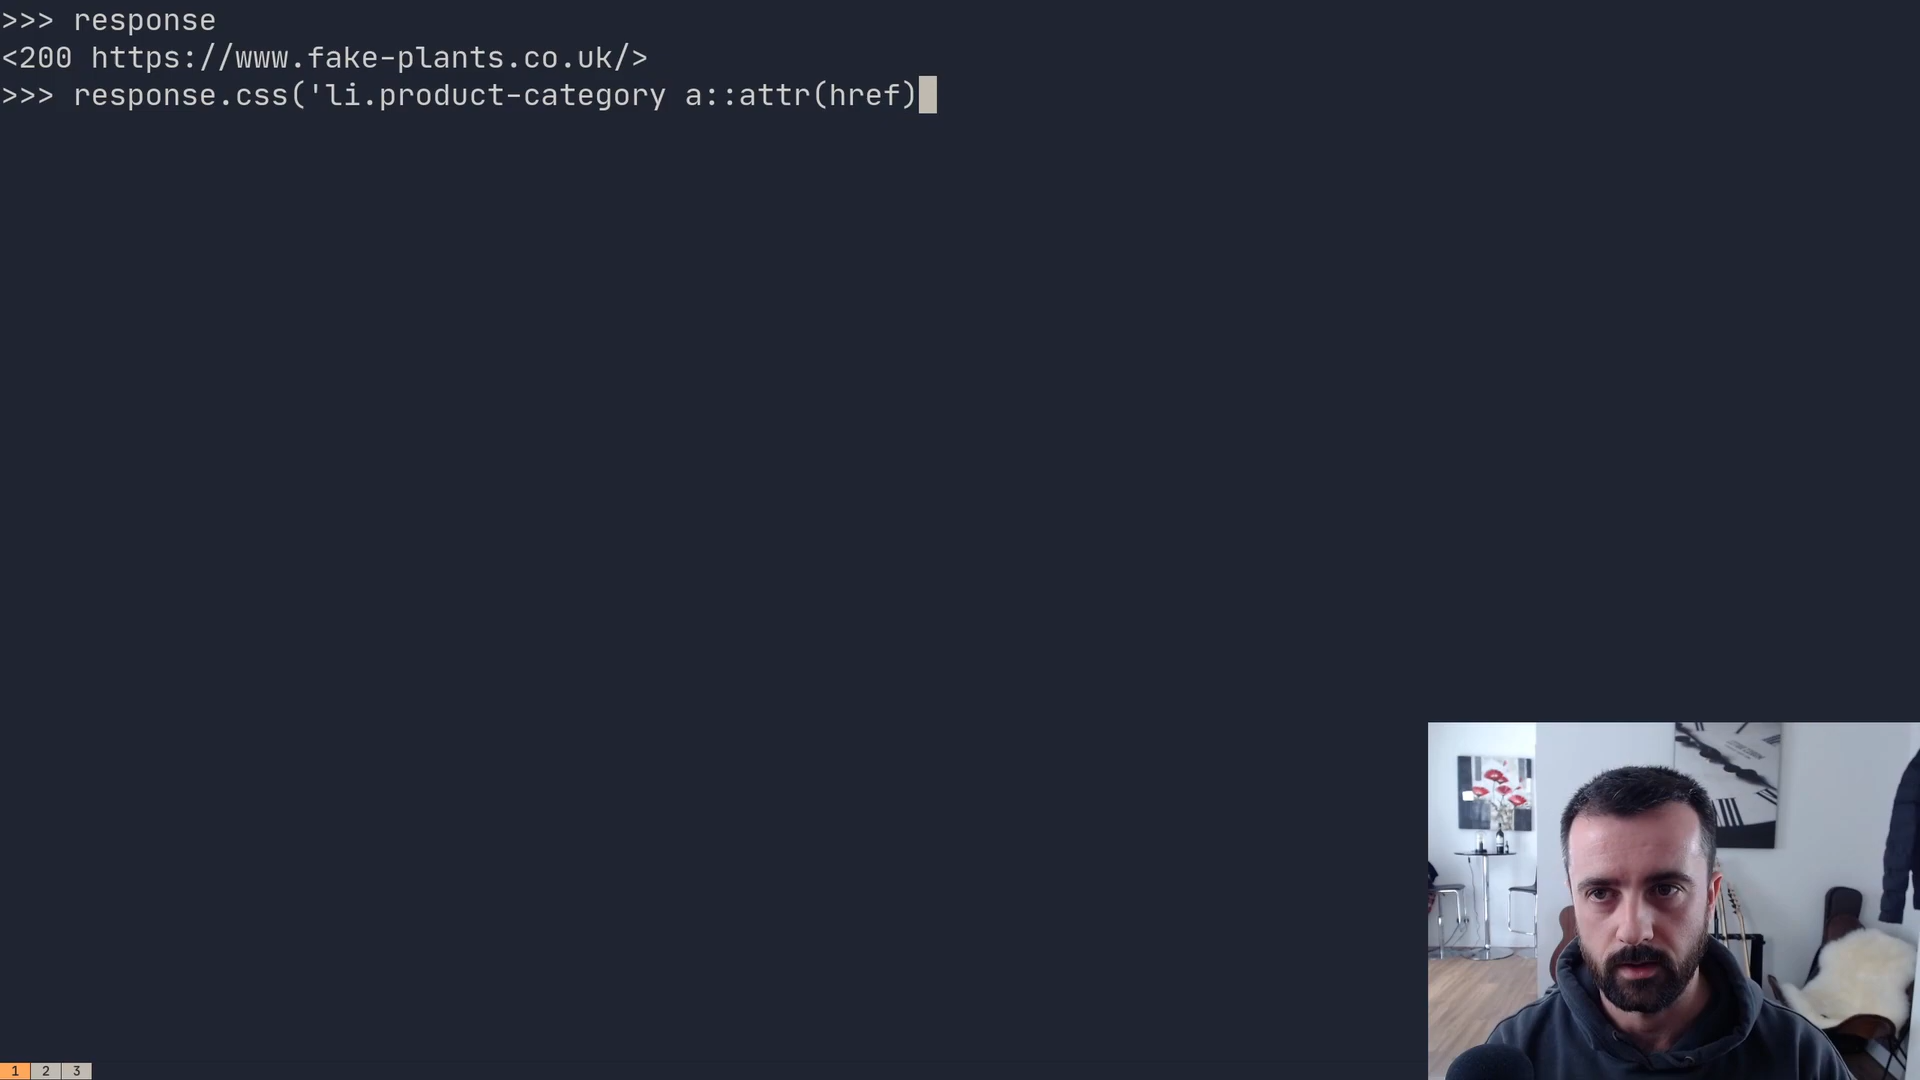 >>> response
<200 https://www.fake-plants.co.uk/>
>>> response.css('li.product-category a::attr(href)
1 2 3